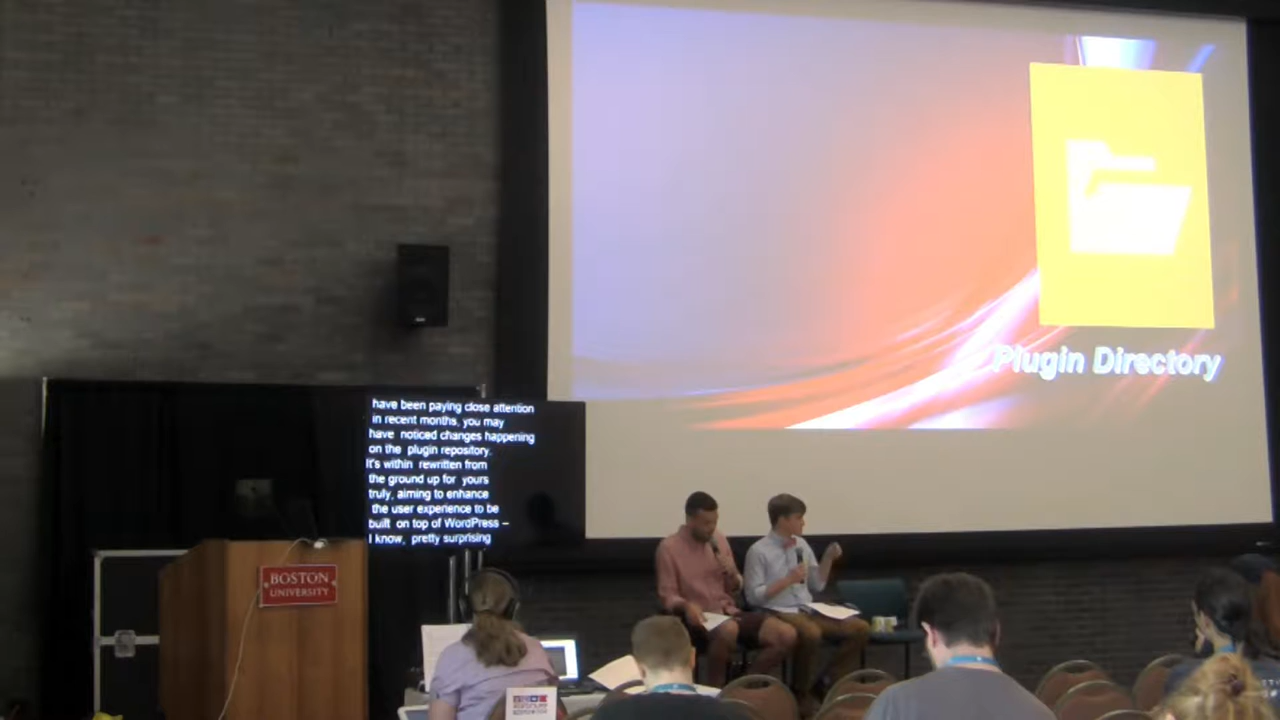 Plugin Directory
have been paying close attention
in recent months, you may
have noticed changes happening
on the plugin repository.
It's within rewritten from
the ground up for yours
truly, aiming to enhance
the user experience to be
built on top of WordPress –
I know, pretty surprising
BOSTON
UNIVERSITY